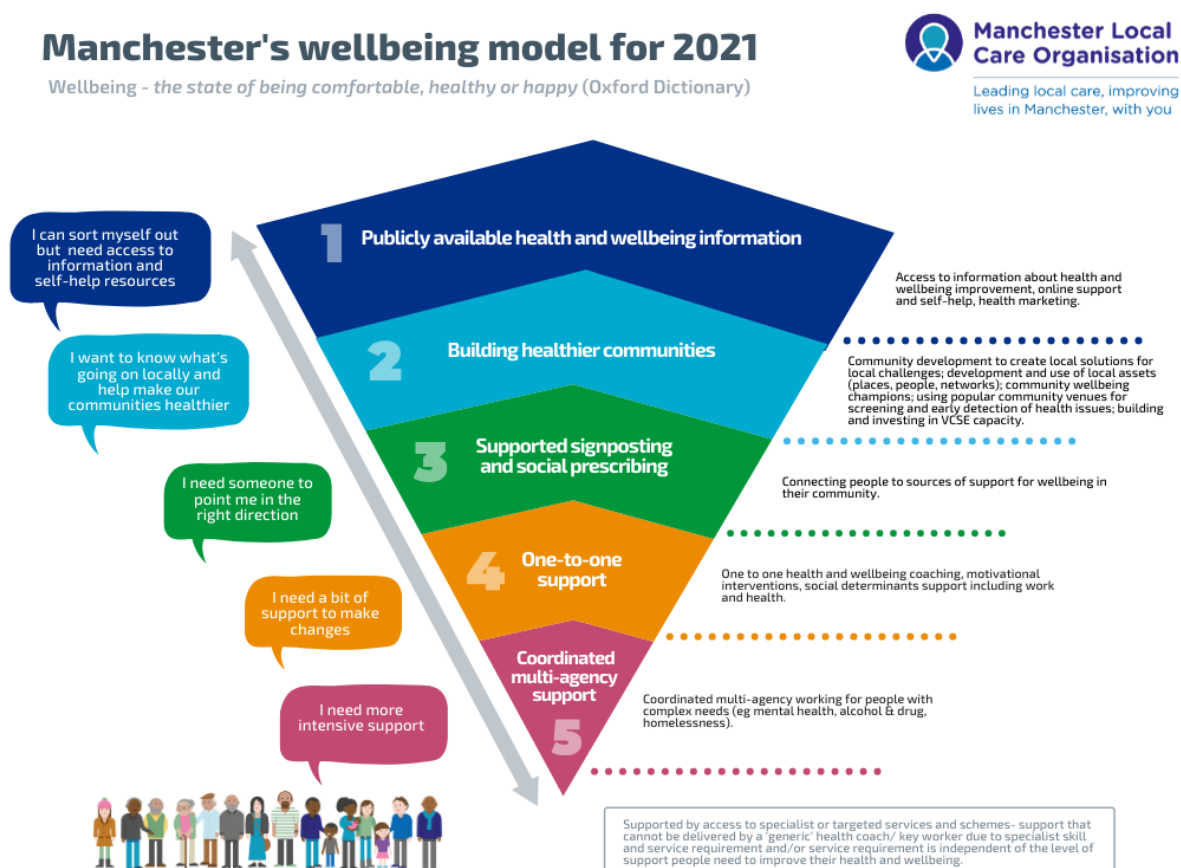 Manchester's wellbeing model for 2021
Wellbeing - the state of being comfortable, healthy or happy (Oxford Dictionary)
Manchester Local
Care Organisation
Leading local care, improving
lives in Manchester, with you
I can sort myself out
but need access to
information and
self-help resources
1 Publicly available health and wellbeing information
Access to information about health and
wellbeing improvement, online support
and self-help, health marketing.
I want to know what's
going on locally and
help make our
communities healthier
2 Building healthier communities
Community development to create local solutions for
local challenges; development and use of local assets
(places, people, networks); community wellbeing
champions; using popular community venues for
screening and early detection of health issues; building
and investing in VCSE capacity.
I need someone to
point me in the
right direction
3 Supported signposting
and social prescribing
Connecting people to sources of support for wellbeing in
their community.
I need a bit of
support to make
changes
4 One-to-one
support
One to one health and wellbeing coaching, motivational
interventions, social determinants support including work
and health.
I need more
intensive support
Coordinated
multi-agency
support
5
Coordinated multi-agency working for people with
complex needs (eg mental health, alcohol & drug,
homelessness).
Supported by access to specialist or targeted services and schemes- support that
cannot be delivered by a 'generic' health coach/ key worker due to specialist skill
and service requirement and/or service requirement is independent of the level of
support people need to improve their health and wellbeing.